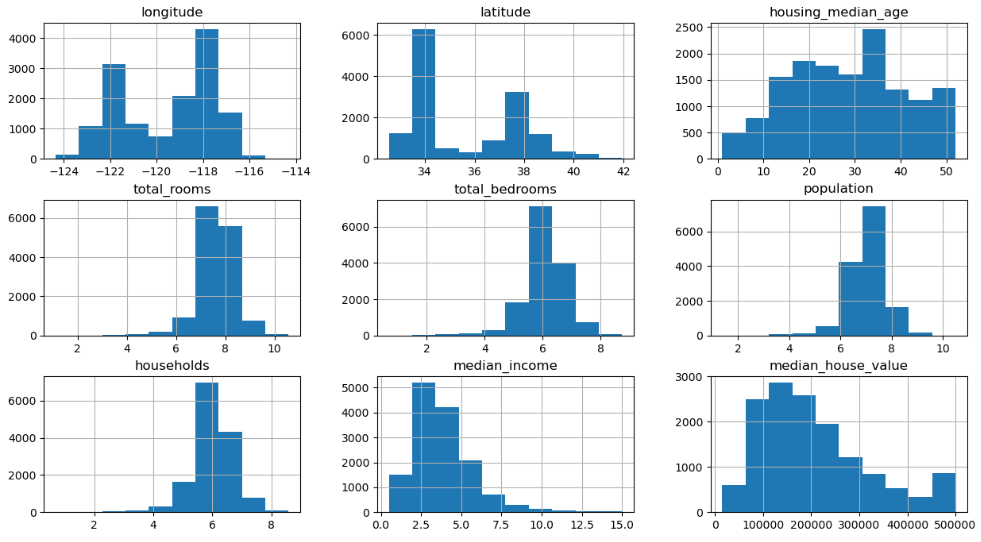 longitude
4000
3000
2000
1000
0
−124 −122 −120 −118 −116 −114
latitude
6000
4000
2000
0
34 36 38 40 42
housing_median_age
2500
2000
1500
1000
500
0
0 10 20 30 40 50
total_rooms
6000
4000
2000
0
2 4 6 8 10
total_bedrooms
6000
4000
2000
0
2 4 6 8
population
6000
4000
2000
0
2 4 6 8 10
households
6000
4000
2000
0
2 4 6 8
median_income
5000
4000
3000
2000
1000
0
0.0 2.5 5.0 7.5 10.0 12.5 15.0
median_house_value
3000
2000
1000
0
0 100000 200000 300000 400000 500000